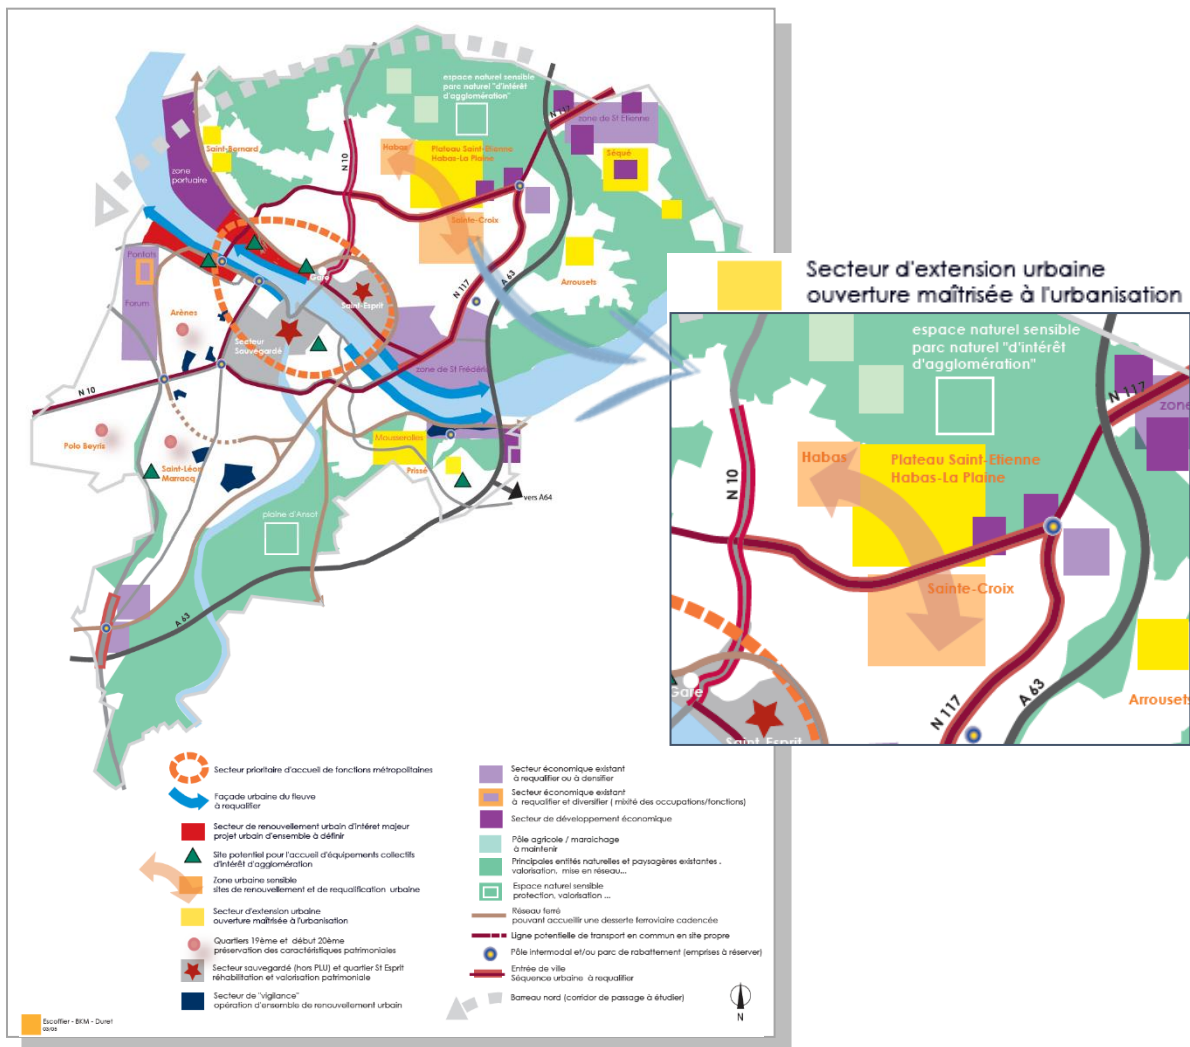 espace naturel sensible
parc naturel "d'intérêt
d'agglomération"
N 117
zone de St Etienne
Saint-Bernard
N 10
Habas
Plateau Saint-Etienne
Habas-La Plaine
Séqué
zone
portuaire
Sainte-Croix
Pontots
Gare
N 117
A 63
Arrousets
Forum
Saint-Esprit
Arènes
Secteur
Sauvegardé
zone de St Frédéric
N 10
Mousserolles
Polo Beyris
Saint-Léon
Marracq
Prissé
vers A64
plaine d'Ansot
A 63
Secteur d'extension urbaine
ouverture maîtrisée à l'urbanisation
espace naturel sensible
parc naturel "d'intérêt
d'agglomération"
N 117
zone
N 10
Habas
Plateau Saint-Etienne
Habas-La Plaine
Sainte-Croix
Gare
N 117
A 63
Arrousets
Saint-Esprit
Secteur prioritaire d'accueil de fonctions métropolitaines
Façade urbaine du fleuve
à requalifier
Secteur de renouvellement urbain d'intéret majeur
projet urbain d'ensemble à définir
Site potentiel pour l'accueil d'équipements collectifs
d'intérêt d'agglomération
Zone urbaine sensible
sites de renouvellement et de requalification urbaine
Secteur d'extension urbaine
ouverture maîtrisée à l'urbanisation
Quartiers 19ème et début 20ème
préservation des caractéristiques patrimoniales
Secteur sauvegardé (hors PLU) et quartier St Esprit
réhabilitation et valorisation patrimoniale
Secteur de "vigilance"
opération d'ensemble de renouvellement urbain
Secteur économique existant
à requalifier ou à densifier
Secteur économique existant
à requalifier et diversifier ( mixité des occupations/fonctions)
Secteur de développement économique
Pôle agricole / maraichage
à maintenir
Principales entités naturelles et paysagères existantes .
valorisation, mise en réseau...
Espace naturel sensible
protection, valorisation ...
Réseau ferré
pouvant accueillir une desserte ferroviaire cadencée
Ligne potentielle de transport en commun en site propre
Pôle intermodal et/ou parc de rabattement (emprises à réserver)
Entrée de ville
Séquence urbaine à requalifier
Barreau nord (corridor de passage à étudier)
N
Escoffier - BKM - Duret
03/05